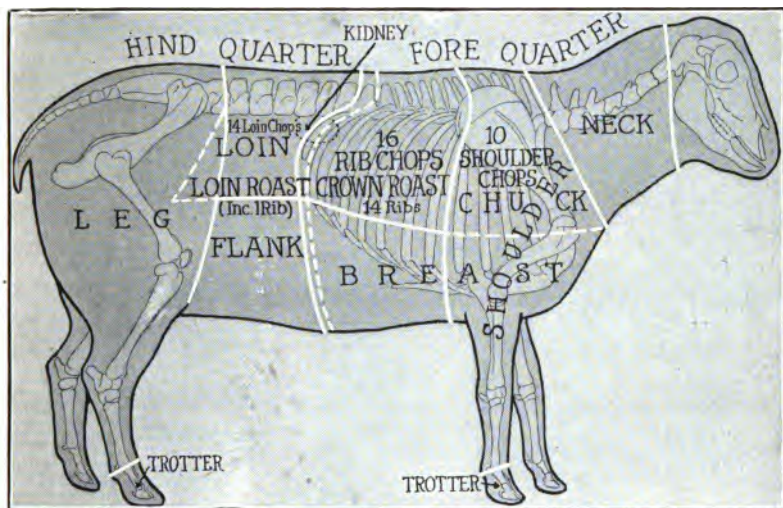 HIND QUARTER
KIDNEY
FORE QUARTER
14 Loin Chop's
LOIN
LOIN ROAST
(Inc. 1 Rib)
FLANK
LEG
16
RIB CHOPS
CROWN ROAST
14 Ribs
10
SHOULDER
CHOPS
CHUCK
SHOULDER
BREAST
NECK
TROTTER
TROTTER